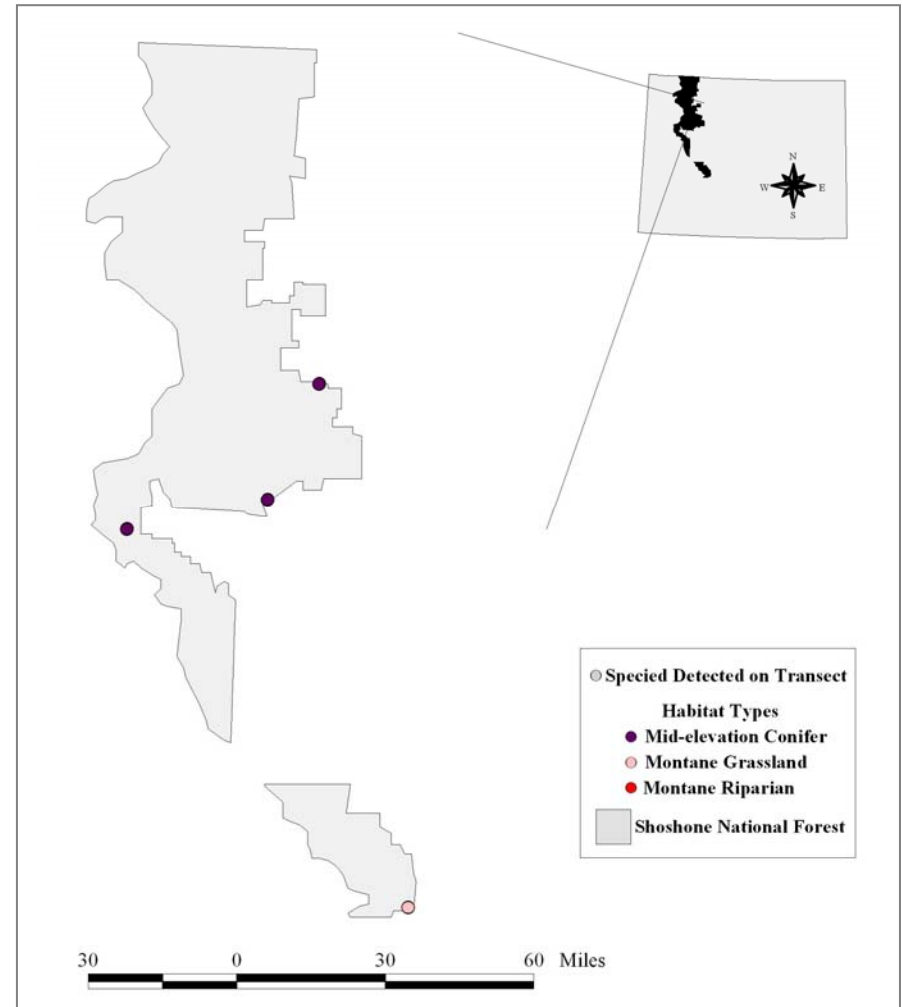 N
W E
S
Specied Detected on Transect
Habitat Types
Mid-elevation Conifer
Montane Grassland
Montane Riparian
Shoshone National Forest
30 0 30 60 Miles